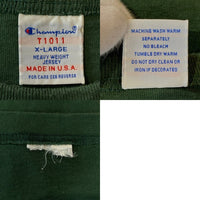 Champion
T1011
X-LARGE
HEAVY WEIGHT
JERSEY
MADE IN U.S.A.
FOR CARE SEE REVERSE
MACHINE WASH WARM
SEPARATELY
NO BLEACH
TUMBLE DRY MEDIUM
DO NOT DRY CLEAN OR
IRON IF DECORATED